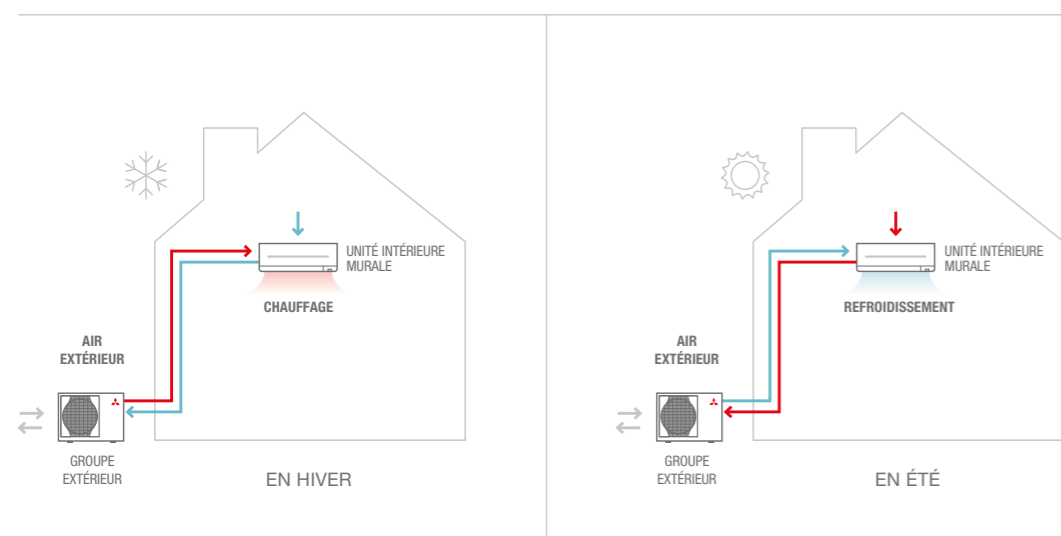 UNITÉ INTÉRIEURE
MURALE
CHAUFFAGE
AIR
EXTÉRIEUR
GROUPE
EXTÉRIEUR
EN HIVER
UNITÉ INTÉRIEURE
MURALE
REFROIDISSEMENT
AIR
EXTÉRIEUR
GROUPE
EXTÉRIEUR
EN ÉTÉ